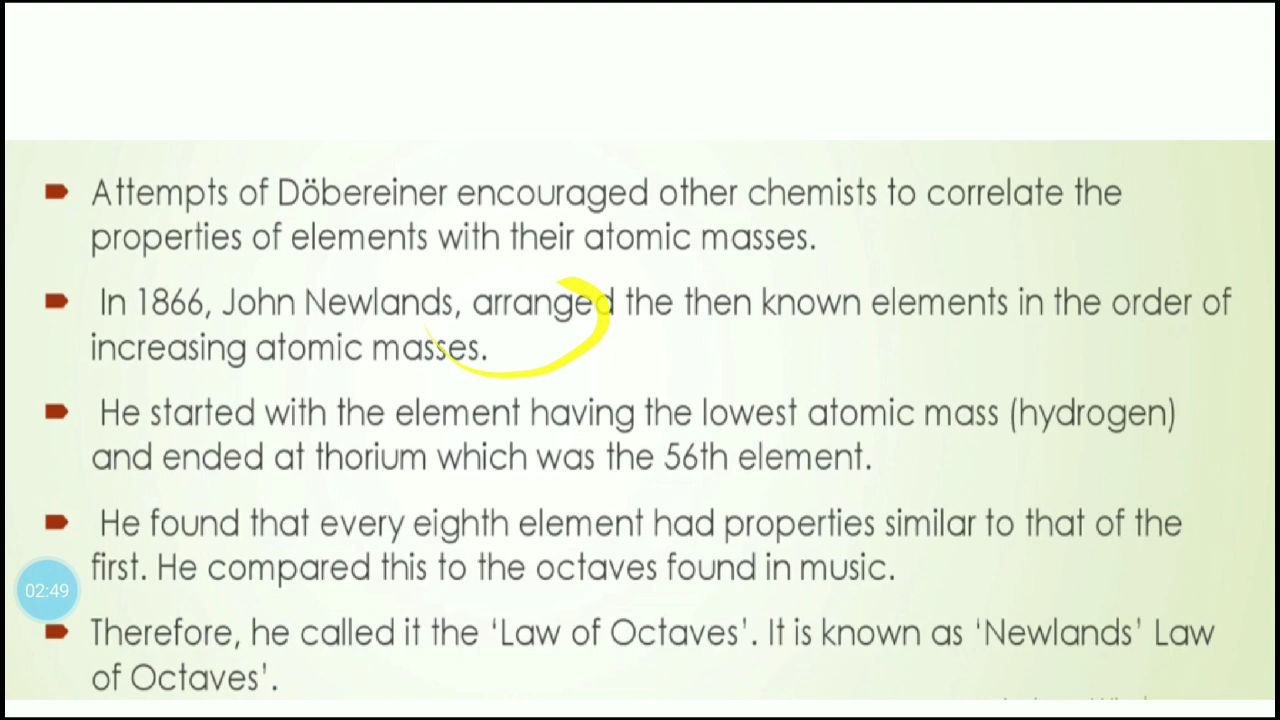 Attempts of Döbereiner encouraged other chemists to correlate the
properties of elements with their atomic masses.
In 1866, John Newlands, arranged the then known elements in the order of
increasing atomic masses.
He started with the element having the lowest atomic mass (hydrogen)
and ended at thorium which was the 56th element.
He found that every eighth element had properties similar to that of the
first. He compared this to the octaves found in music.
02:49
Therefore, he called it the ‘Law of Octaves’. It is known as ‘Newlands’ Law
of Octaves’.